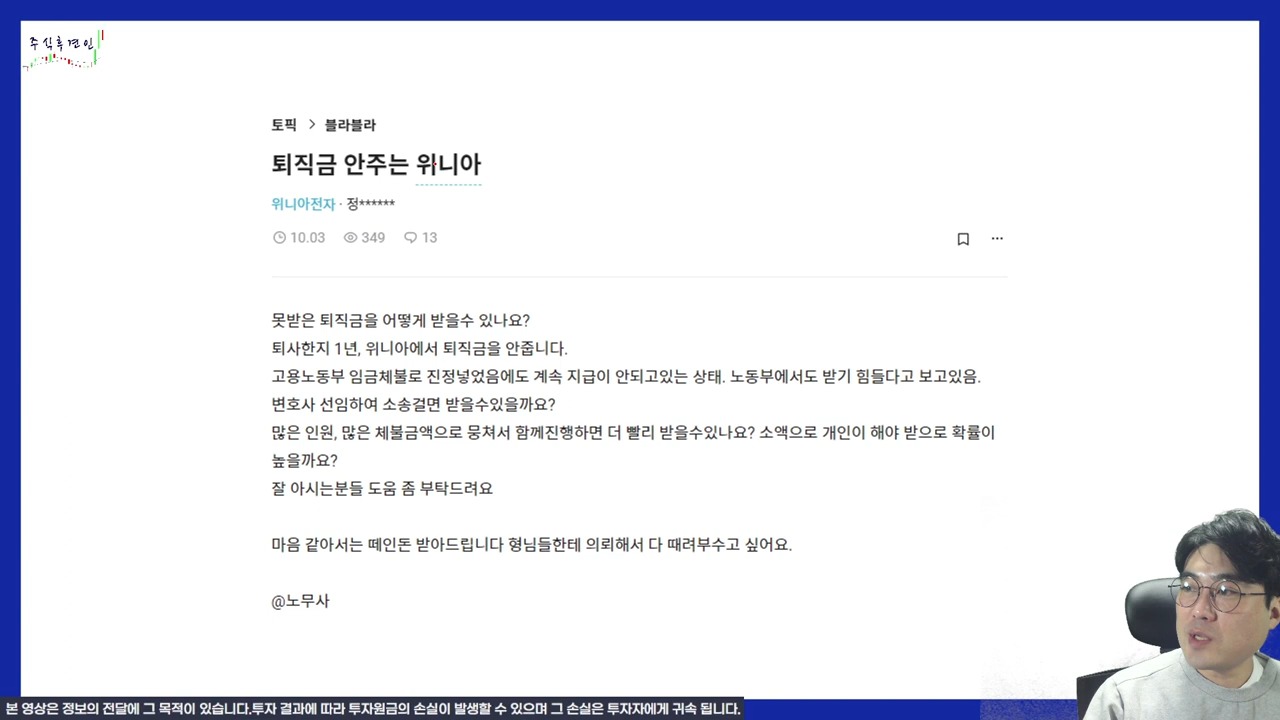 주식후견인
토픽 > 블라블라
퇴직금 안주는 위니아
위니아전자 · 정******
10.03 349 13
못받은 퇴직금을 어떻게 받을수 있나요?
퇴사한지 1년, 위니아에서 퇴직금을 안줍니다.
고용노동부 임금체불로 진정넣었음에도 계속 지급이 안되고있는 상태. 노동부에서도 받기 힘들다고 보고있음.
변호사 선임하여 소송걸면 받을수있을까요?
많은 인원, 많은 체불금액으로 뭉쳐서 함께진행하면 더 빨리 받을수있나요? 소액으로 개인이 해야 받으로 확률이
높을까요?
잘 아시는분들 도움 좀 부탁드려요
마음 같아서는 떼인돈 받아드립니다 형님들한테 의뢰해서 다 때려부수고 싶어요.
@노무사
본 영상은 정보의 전달에 그 목적이 있습니다.투자 결과에 따라 투자원금의 손실이 발생할 수 있으며 그 손실은 투자자에게 귀속 됩니다.